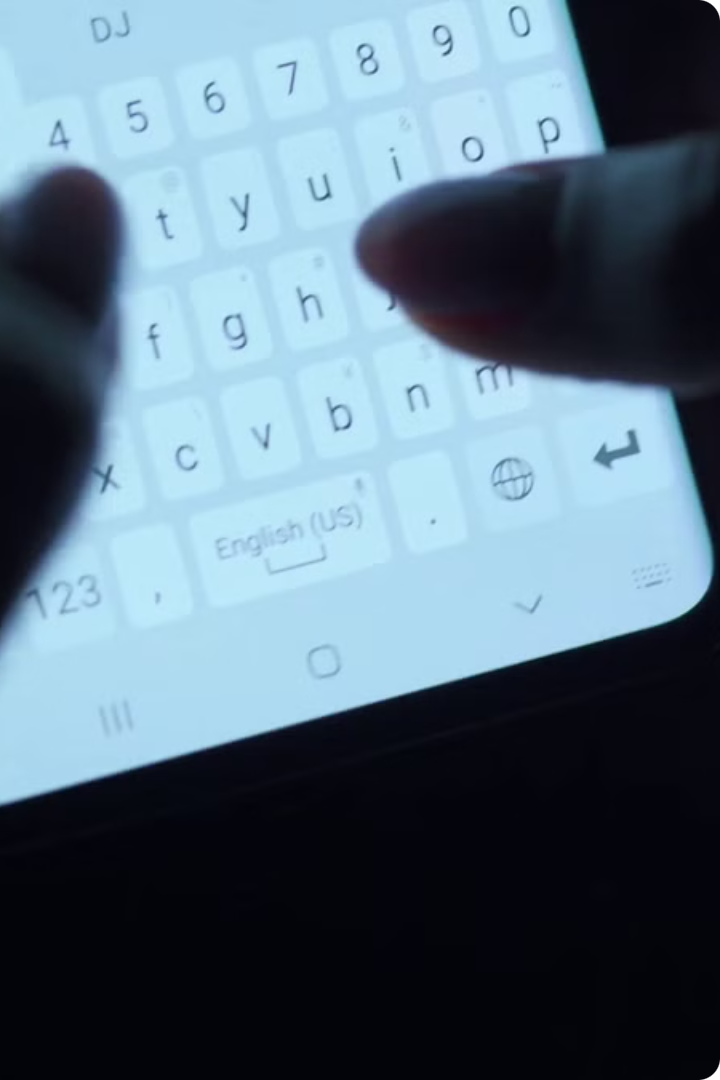 DJ
4 5 6 7 8 9 0
t y u i o p
f g h
x c v b n m
123 , English (US) .